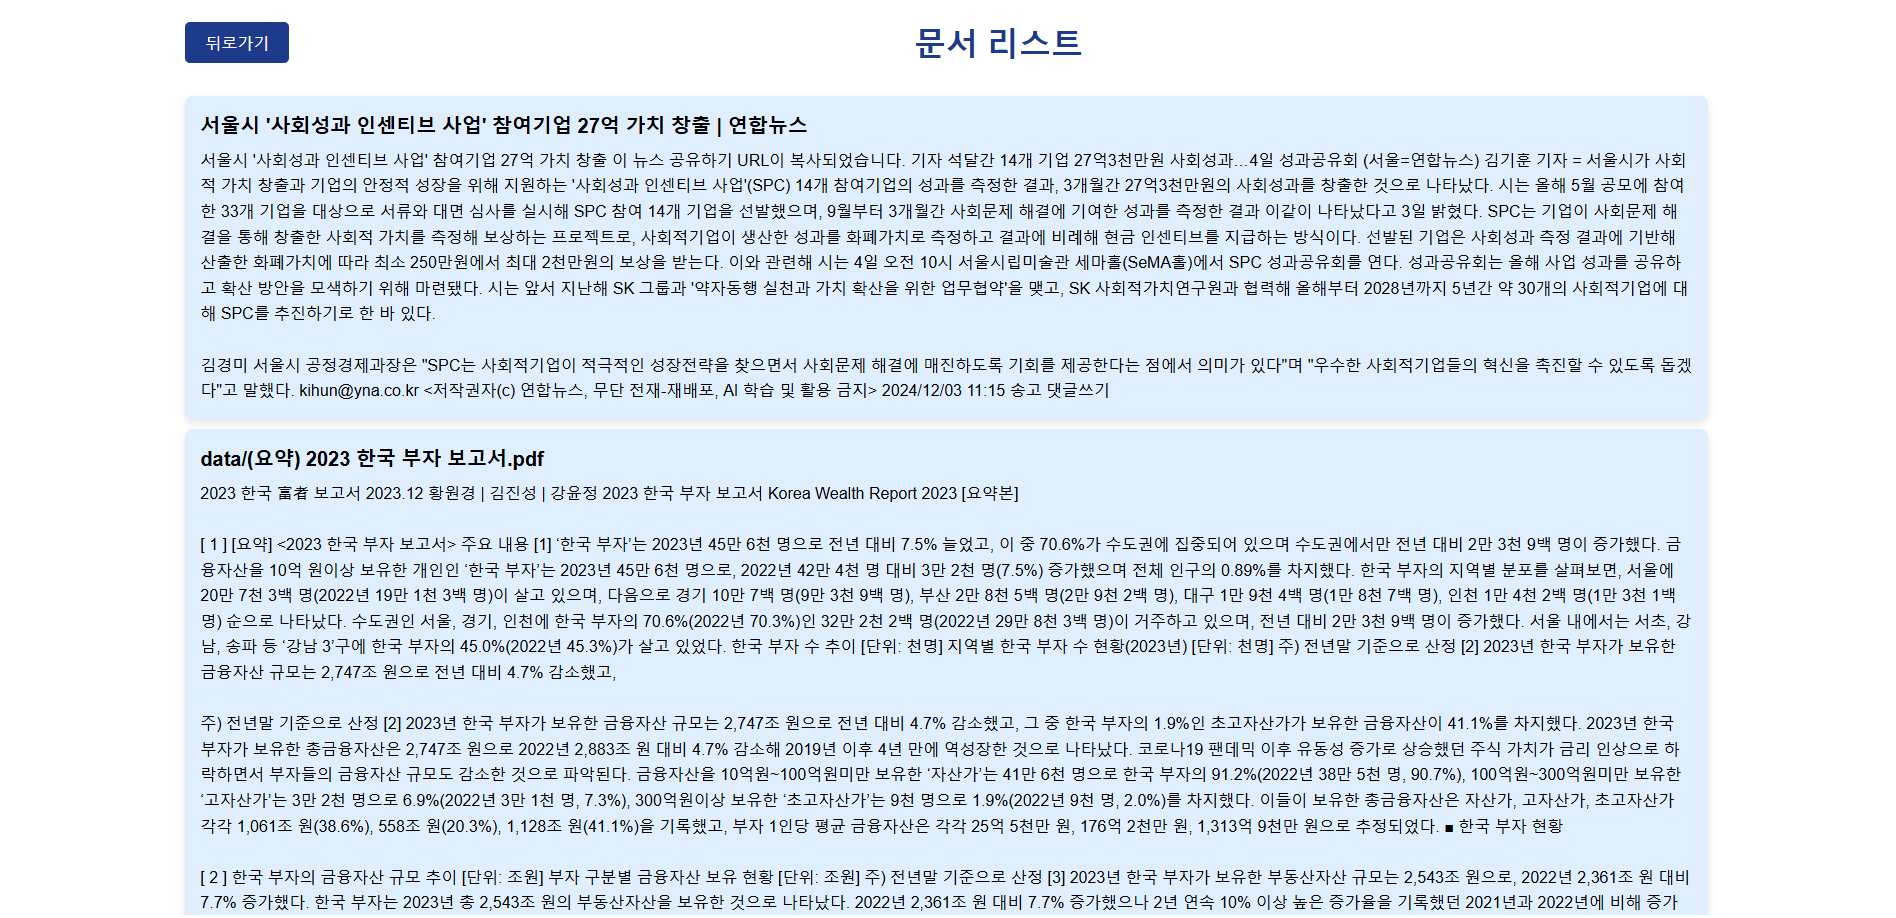 뒤로가기
문서 리스트
서울시 '사회성과 인센티브 사업' 참여기업 27억 가치 창출 | 연합뉴스
서울시 '사회성과 인센티브 사업' 참여기업 27억 가치 창출 이 뉴스 공유하기 URL이 복사되었습니다. 기자 석달간 14개 기업 27억3천만원 사회성과…4일 성과공유회 (서울=연합뉴스) 김기훈 기자 = 서울시가 사회
적 가치 창출과 기업의 안정적 성장을 위해 지원하는 '사회성과 인센티브 사업'(SPC) 14개 참여기업의 성과를 측정한 결과, 3개월간 27억3천만원의 사회성과를 창출한 것으로 나타났다. 시는 올해 5월 공모에 참여
한 33개 기업을 대상으로 서류와 대면 심사를 실시해 SPC 참여 14개 기업을 선발했으며, 9월부터 3개월간 사회문제 해결에 기여한 성과를 측정한 결과 이같이 나타났다고 3일 밝혔다. SPC는 기업이 사회문제 해
결을 통해 창출한 사회적 가치를 측정해 보상하는 프로젝트로, 사회적기업이 생산한 성과를 화폐가치로 측정하고 결과에 비례해 현금 인센티브를 지급하는 방식이다. 선발된 기업은 사회성과 측정 결과에 기반해
산출한 화폐가치에 따라 최소 250만원에서 최대 2천만원의 보상을 받는다. 이와 관련해 시는 4일 오전 10시 서울시립미술관 세마홀(SeMA홀)에서 SPC 성과공유회를 연다. 성과공유회는 올해 사업 성과를 공유하
고 확산 방안을 모색하기 위해 마련됐다. 시는 앞서 지난해 SK 그룹과 '약자동행 실천과 가치 확산을 위한 업무협약'을 맺고, SK 사회적가치연구원과 협력해 올해부터 2028년까지 5년간 약 30개의 사회적기업에 대
해 SPC를 추진하기로 한 바 있다.
김경미 서울시 공정경제과장은 "SPC는 사회적기업이 적극적인 성장전략을 찾으면서 사회문제 해결에 매진하도록 기회를 제공한다는 점에서 의미가 있다"며 "우수한 사회적기업들의 혁신을 촉진할 수 있도록 돕겠
다"고 말했다. kihun@yna.co.kr <저작권자(c) 연합뉴스, 무단 전재-재배포, AI 학습 및 활용 금지> 2024/12/03 11:15 송고 댓글쓰기
data/(요약) 2023 한국 부자 보고서.pdf
2023 한국 富者 보고서 2023.12 황원경 | 김진성 | 강윤정 2023 한국 부자 보고서 Korea Wealth Report 2023 [요약본]
[ 1 ] [요약] <2023 한국 부자 보고서> 주요 내용 [1] ‘한국 부자’는 2023년 45만 6천 명으로 전년 대비 7.5% 늘었고, 이 중 70.6%가 수도권에 집중되어 있으며 수도권에서만 전년 대비 2만 3천 9백 명이 증가했다. 금
융자산을 10억 원이상 보유한 개인인 ‘한국 부자’는 2023년 45만 6천 명으로, 2022년 42만 4천 명 대비 3만 2천 명(7.5%) 증가했으며 전체 인구의 0.89%를 차지했다. 한국 부자의 지역별 분포를 살펴보면, 서울에
20만 7천 3백 명(2022년 19만 1천 3백 명)이 살고 있으며, 다음으로 경기 10만 7백 명(9만 3천 9백 명), 부산 2만 8천 5백 명(2만 9천 2백 명), 대구 1만 9천 4백 명(1만 8천 7백 명), 인천 1만 4천 2백 명(1만 3천 1백
명) 순으로 나타났다. 수도권인 서울, 경기, 인천에 한국 부자의 70.6%(2022년 70.3%)인 32만 2천 2백 명(2022년 29만 8천 3백 명)이 거주하고 있으며, 전년 대비 2만 3천 9백 명이 증가했다. 서울 내에서는 서초, 강
남, 송파 등 ‘강남 3’구에 한국 부자의 45.0%(2022년 45.3%)가 살고 있었다. 한국 부자 수 추이 [단위: 천명] 지역별 한국 부자 수 현황(2023년) [단위: 천명] 주) 전년말 기준으로 산정 [2] 2023년 한국 부자가 보유한
금융자산 규모는 2,747조 원으로 전년 대비 4.7% 감소했고,
주) 전년말 기준으로 산정 [2] 2023년 한국 부자가 보유한 금융자산 규모는 2,747조 원으로 전년 대비 4.7% 감소했고, 그 중 한국 부자의 1.9%인 초고자산가가 보유한 금융자산이 41.1%를 차지했다. 2023년 한국
부자가 보유한 총금융자산은 2,747조 원으로 2022년 2,883조 원 대비 4.7% 감소해 2019년 이후 4년 만에 역성장한 것으로 나타났다. 코로나19 팬데믹 이후 유동성 증가로 상승했던 주식 가치가 금리 인상으로 하
락하면서 부자들의 금융자산 규모도 감소한 것으로 파악된다. 금융자산을 10억원~100억원미만 보유한 ‘자산가’는 41만 6천 명으로 한국 부자의 91.2%(2022년 38만 5천 명, 90.7%), 100억원~300억원미만 보유한
‘고자산가’는 3만 2천 명으로 6.9%(2022년 3만 1천 명, 7.3%), 300억원이상 보유한 ‘초고자산가’는 9천 명으로 1.9%(2022년 9천 명, 2.0%)를 차지했다. 이들이 보유한 총금융자산은 자산가, 고자산가, 초고자산가
각각 1,061조 원(38.6%), 558조 원(20.3%), 1,128조 원(41.1%)을 기록했고, 부자 1인당 평균 금융자산은 각각 25억 5천만 원, 176억 2천만 원, 1,313억 9천만 원으로 추정되었다. ■ 한국 부자 현황
[ 2 ] 한국 부자의 금융자산 규모 추이 [단위: 조원] 부자 구분별 금융자산 보유 현황 [단위: 조원] 주) 전년말 기준으로 산정 [3] 2023년 한국 부자가 보유한 부동산자산 규모는 2,543조 원으로, 2022년 2,361조 원 대비
7.7% 증가했다. 한국 부자는 2023년 총 2,543조 원의 부동산자산을 보유한 것으로 나타났다. 2022년 2,361조 원 대비 7.7% 증가했으나 2년 연속 10% 이상 높은 증가율을 기록했던 2021년과 2022년에 비해 증가